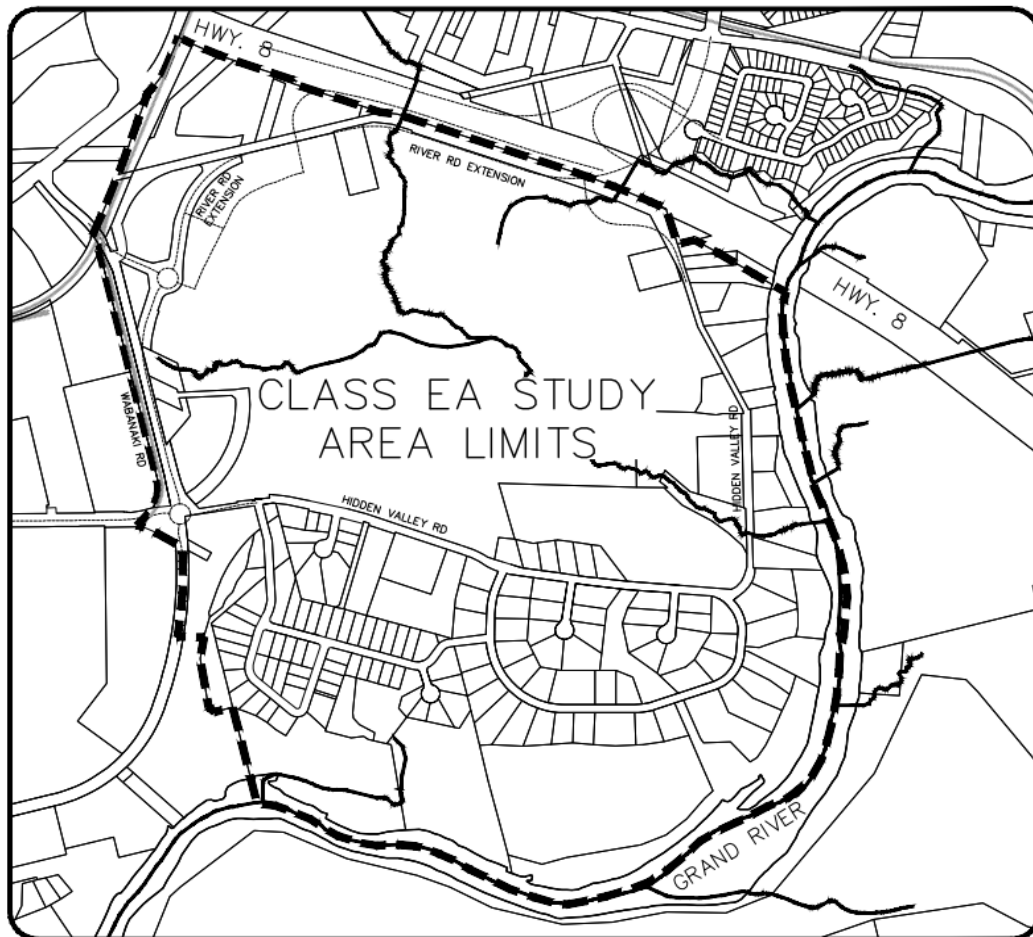 HWY. 8
RIVER RD EXTENSION
RIVER RD
EXTENSION
HWY. 8
CLASS EA STUDY
AREA LIMITS
WABANAKI RD
HIDDEN VALLEY RD
HIDDEN VALLEY RD
GRAND RIVER